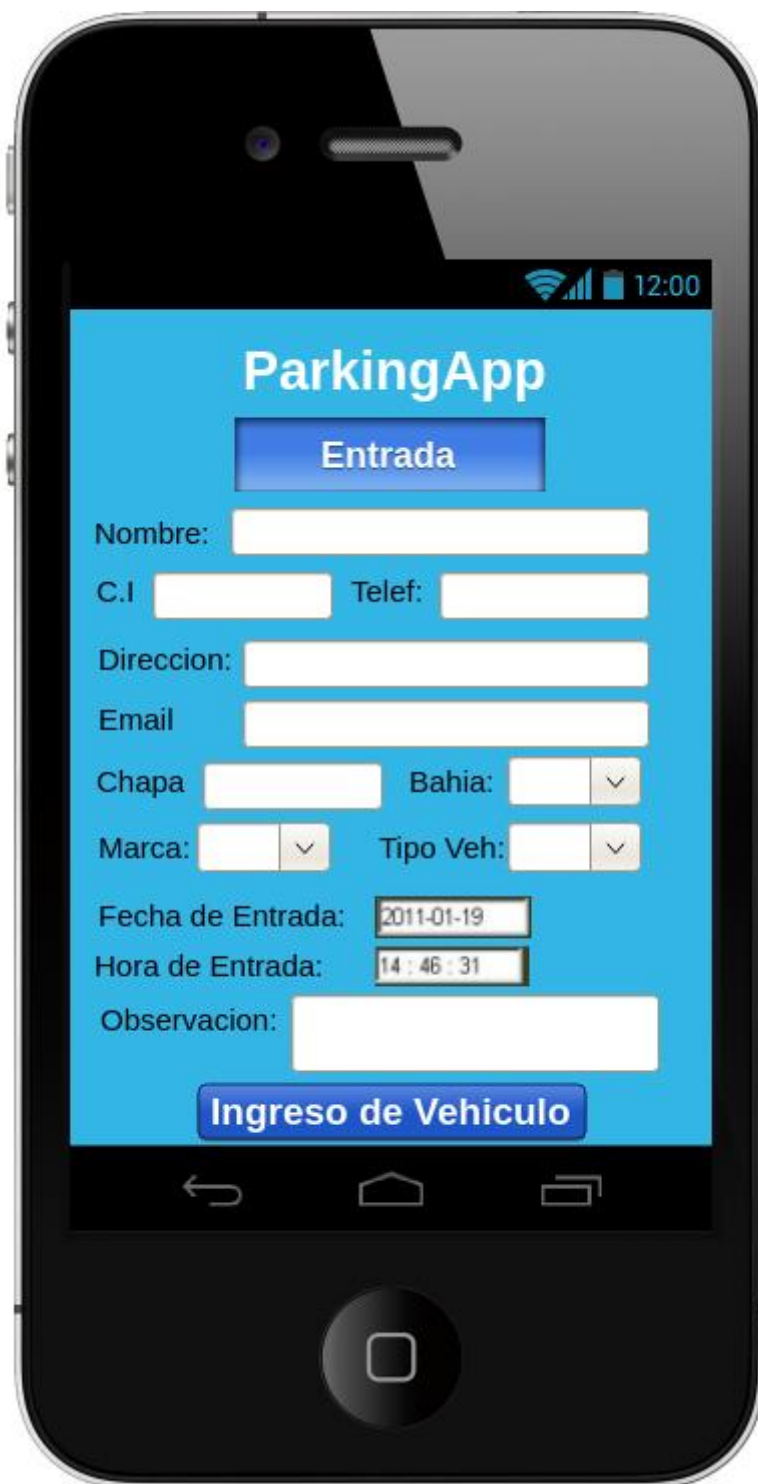 12:00
ParkingApp
Entrada
Nombre:
C.I Telef:
Direccion:
Email
Chapa Bahia:
Marca: Tipo Veh:
Fecha de Entrada: 2011-01-19
Hora de Entrada: 14 : 46 : 31
Observacion:
Ingreso de Vehiculo